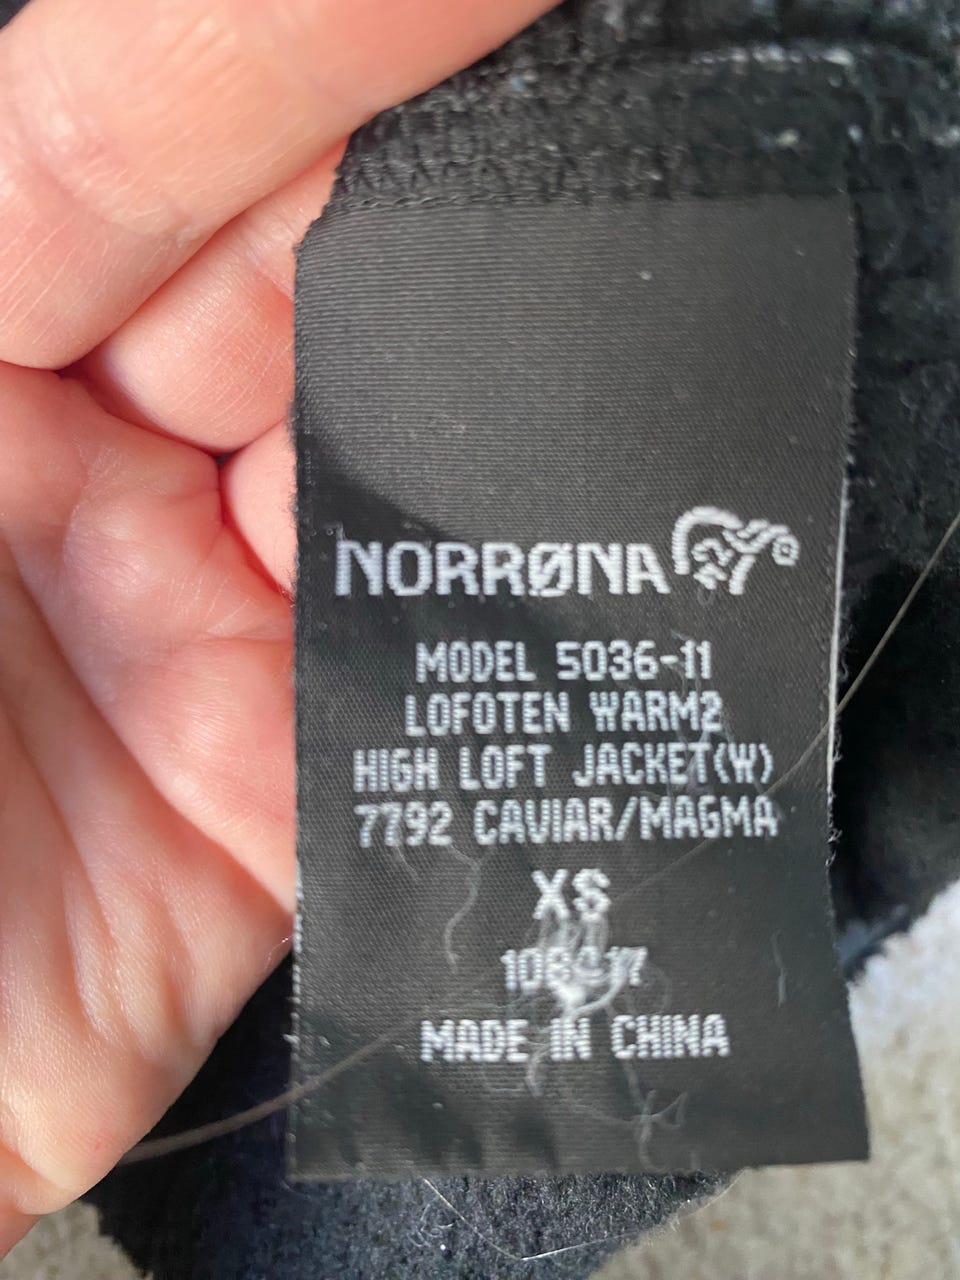 NORRØNA
MODEL 5036-11
LOFOTEN WARM2
HIGH LOFT JACKET(W)
7792 CAVIAR/MAGMA
XS
MADE IN CHINA